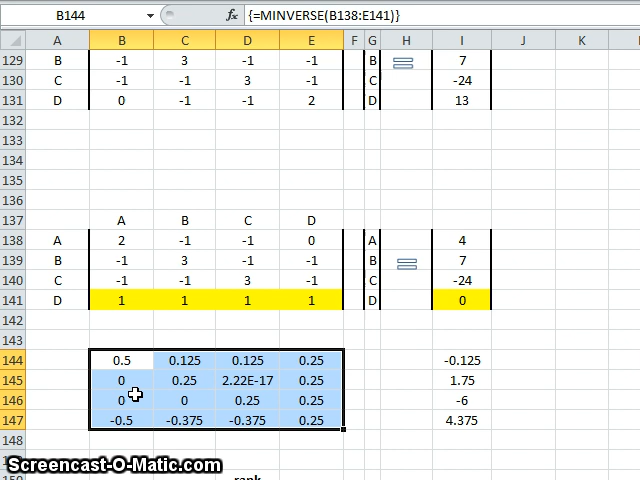 B144 fx {=MINVERSE(B138:E141)}
A B C D E F G H I J K
129 B -1 3 -1 -1 B 7
130 C -1 -1 3 -1 C -24
131 D 0 -1 -1 2 D 13
132
133
134
135
136
137 A B C D
138 A 2 -1 -1 0 A 4
139 B -1 3 -1 -1 B 7
140 C -1 -1 3 -1 C -24
141 D 1 1 1 1 D 0
142
143
144 0.5 0.125 0.125 0.25 -0.125
145 0 0.25 2.22E-17 0.25 1.75
146 0 0 0.25 0.25 -6
147 -0.5 -0.375 -0.375 0.25 4.375
148
Screencast-O-Matic.com
rank